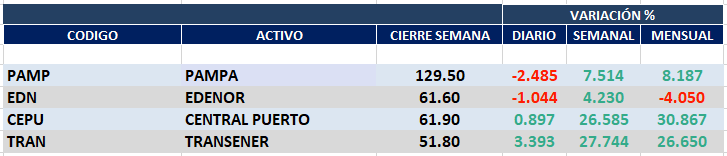 VARIACIÓN %
CODIGO ACTIVO CIERRE SEMANA DIARIO SEMANAL MENSUAL
PAMP PAMPA 129.50 -2.485 7.514 8.187
EDN EDENOR 61.60 -1.044 4.230 -4.050
CEPU CENTRAL PUERTO 61.90 0.897 26.585 30.867
TRAN TRANSENER 51.80 3.393 27.744 26.650